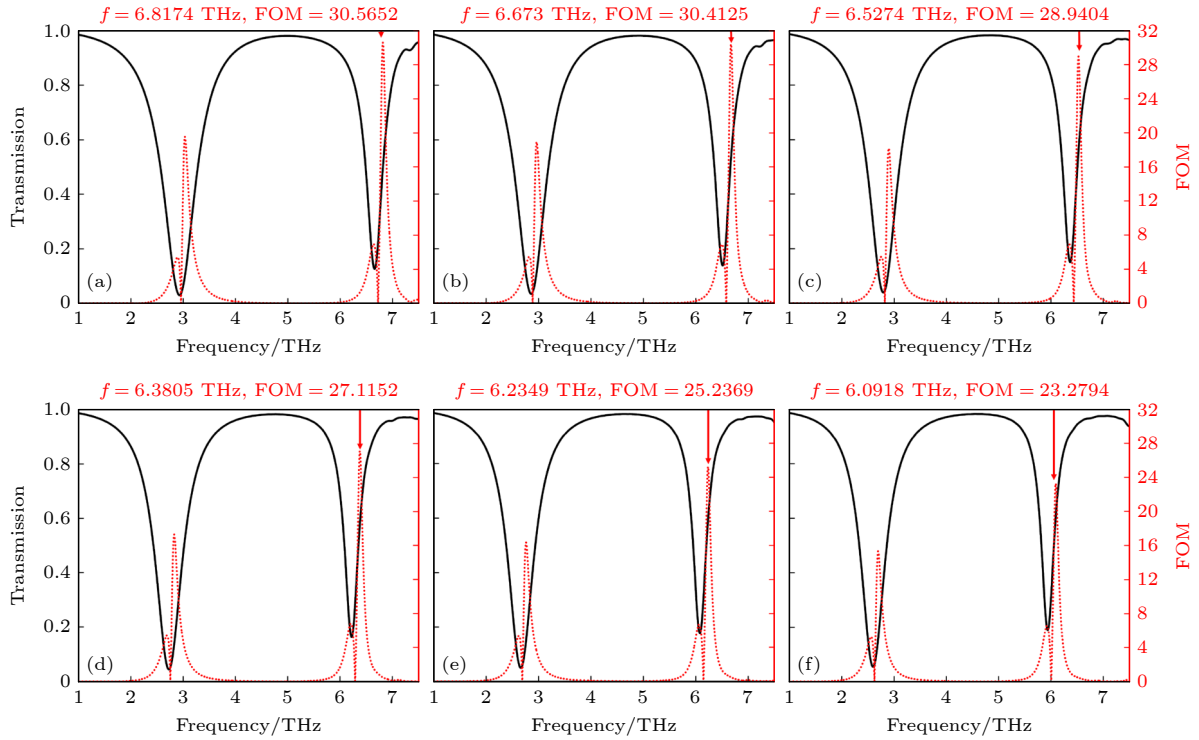 f = 6.8174 THz, FOM = 30.5652
f = 6.673 THz, FOM = 30.4125
f = 6.5274 THz, FOM = 28.9404
1.0
0.8
0.6
0.4
0.2
0
Transmission
(a)
(b)
(c)
32
28
24
20
16
12
8
4
0
FOM
1 2 3 4 5 6 7
1 2 3 4 5 6 7
1 2 3 4 5 6 7
Frequency/THz
Frequency/THz
Frequency/THz
f = 6.3805 THz, FOM = 27.1152
f = 6.2349 THz, FOM = 25.2369
f = 6.0918 THz, FOM = 23.2794
1.0
0.8
0.6
0.4
0.2
0
Transmission
(d)
(e)
(f)
32
28
24
20
16
12
8
4
0
FOM
1 2 3 4 5 6 7
1 2 3 4 5 6 7
1 2 3 4 5 6 7
Frequency/THz
Frequency/THz
Frequency/THz